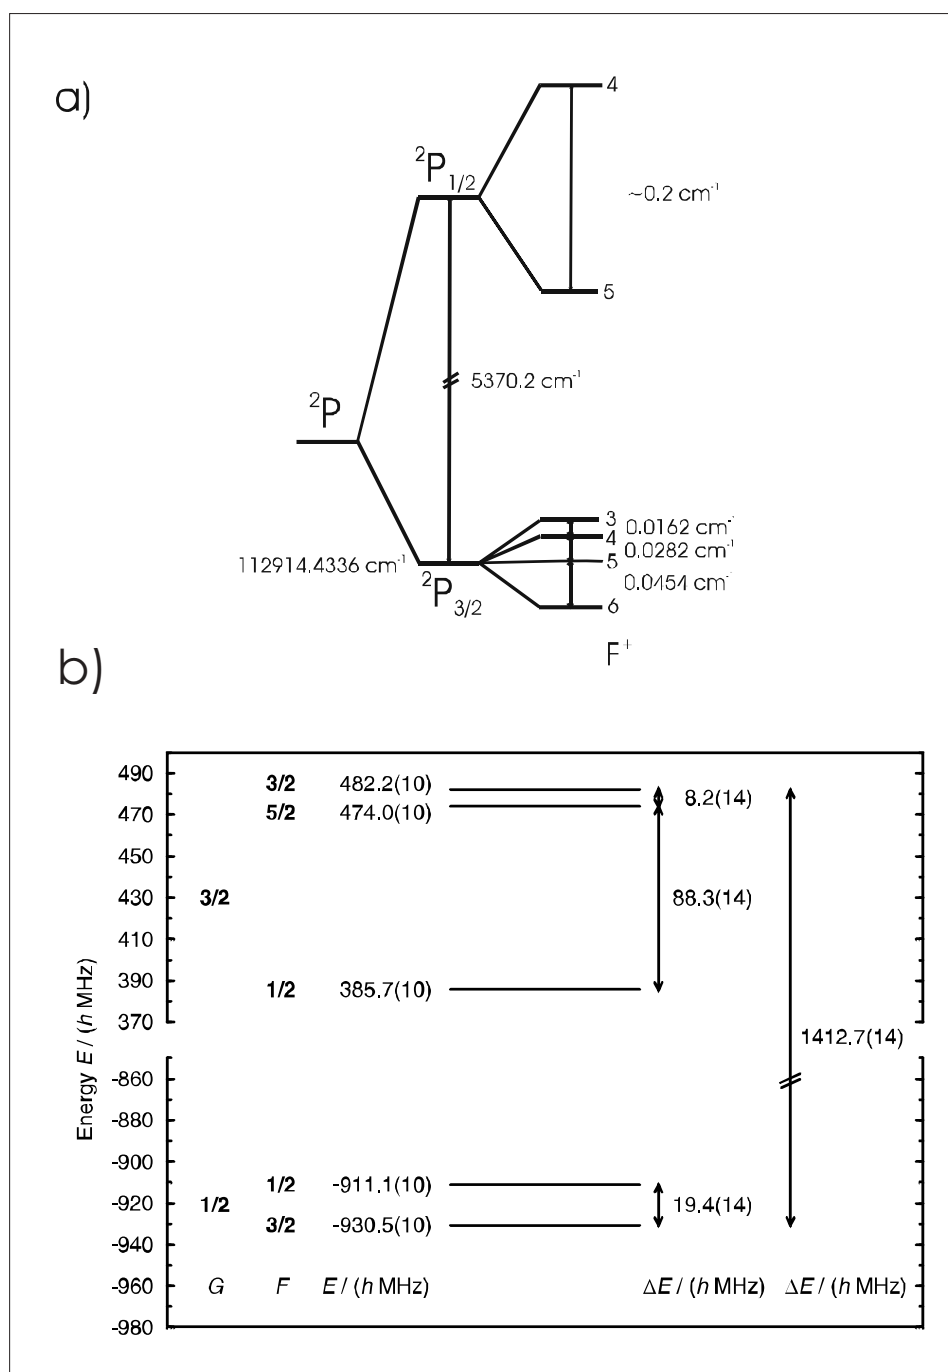 a)
4
²P₁/₂
~0.2 cm⁻¹
5
5370.2 cm⁻¹
²P
3
0.0162 cm⁻¹
4
0.0282 cm⁻¹
5
112914.4336 cm⁻¹
²P₃/₂
0.0454 cm⁻¹
6
F⁺
b)
490 3/2 482.2(10) 8.2(14)
470 5/2 474.0(10)
450
430 3/2 88.3(14)
410
390 1/2 385.7(10)
370
1412.7(14)
Energy E / (h MHz)
-860
-880
-900
-920 1/2 1/2 -911.1(10) 19.4(14)
3/2 -930.5(10)
-940
-960 G F E / (h MHz) ΔE / (h MHz) ΔE / (h MHz)
-980